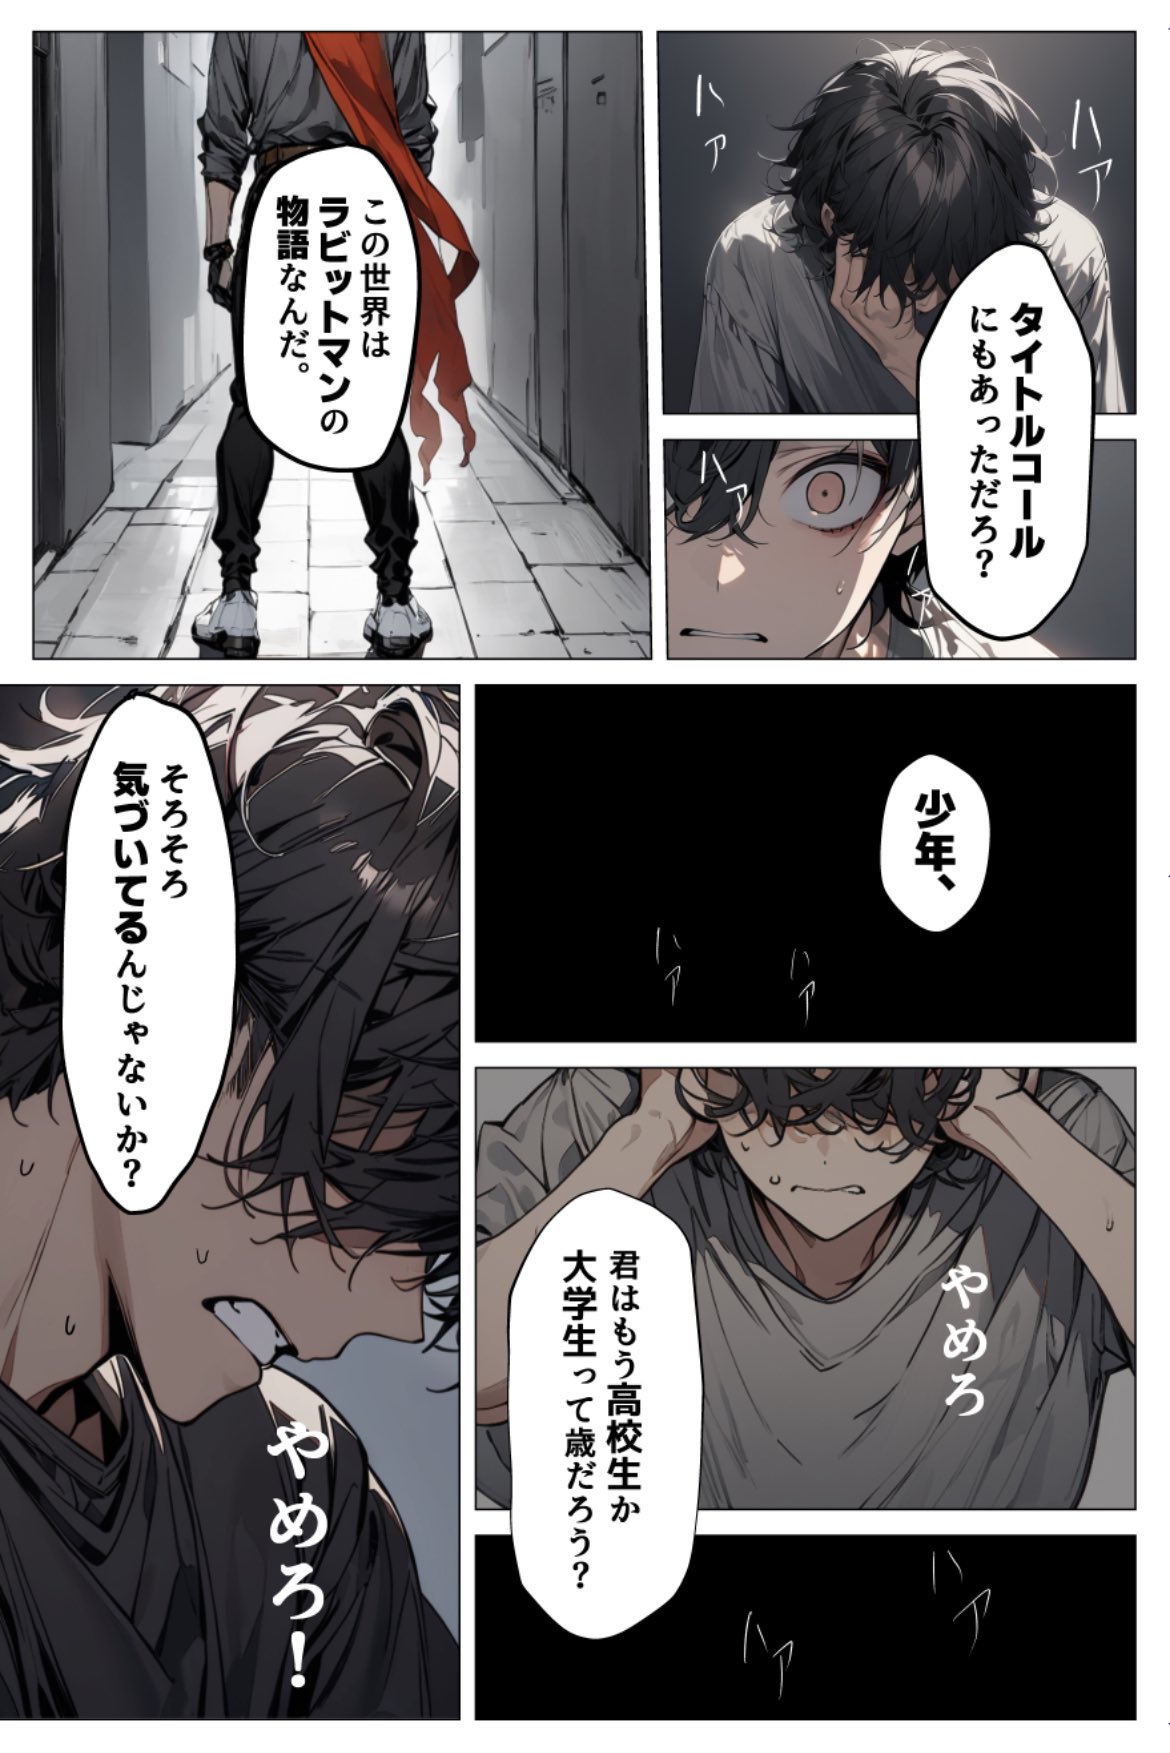 ハァ
ハァ
タイトルコール
にもあっただろ?
ハァ
ァ
この世界は
ラビットマンの
物語なんだ。
少年、
ハァ
ハァ
やめろ
君はもう高校生か
大学生って歳だろう?
ハァ
ハァ
そろそろ
気づいてるんじゃないか?
やめろ!